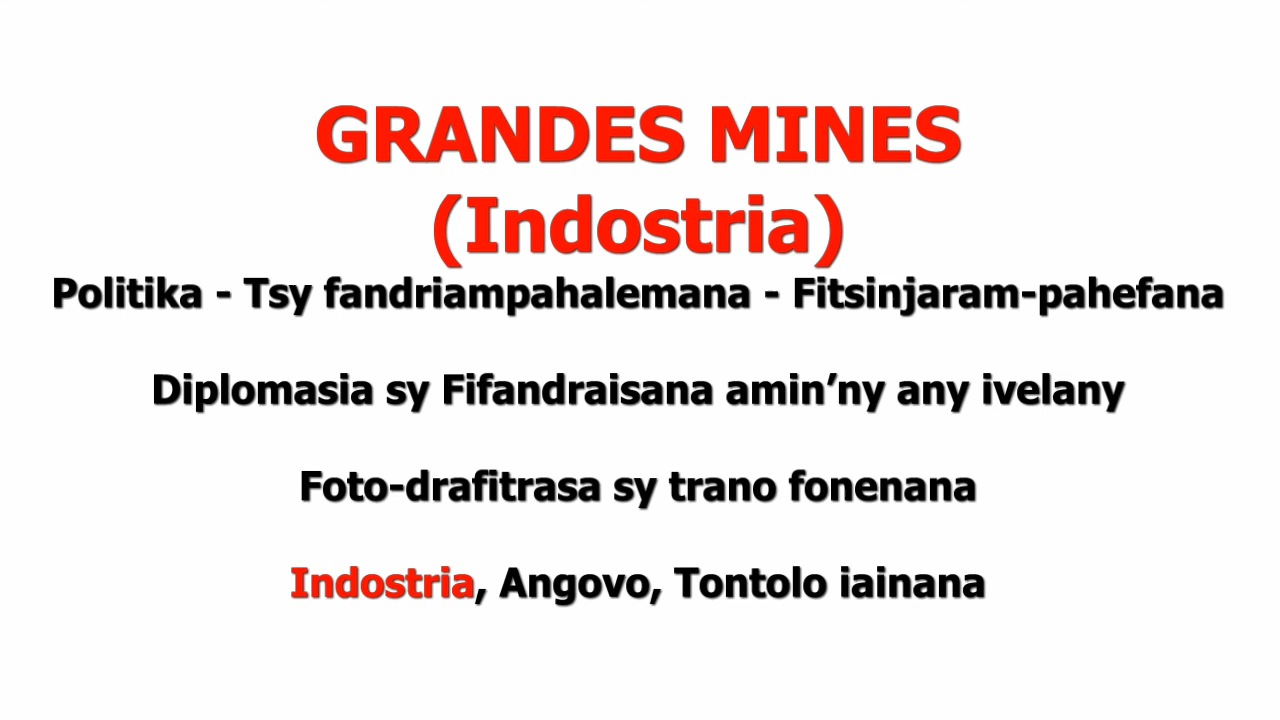 GRANDES MINES
(Indostria)
Politika - Tsy fandriampahalemana - Fitsinjaram-pahefana
Diplomasia sy Fifandraisana amin’ny any ivelany
Foto-drafitrasa sy trano fonenana
Indostria, Angovo, Tontolo iainana